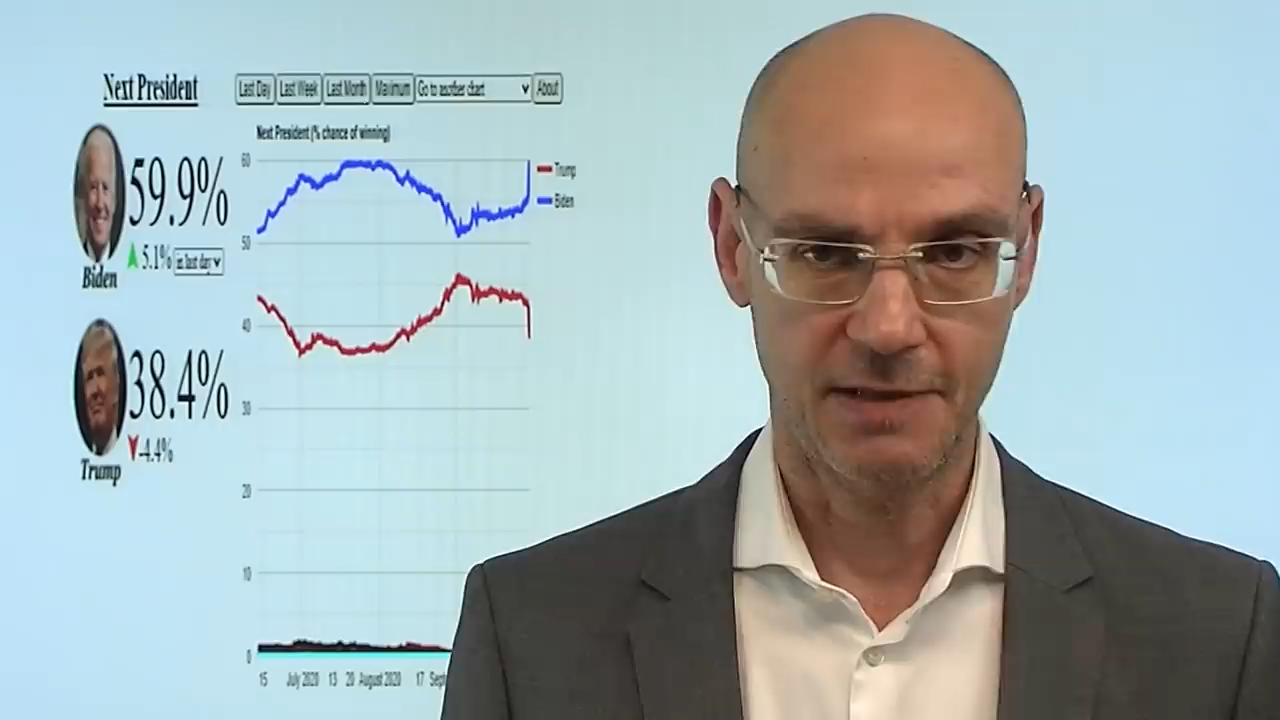 Next President
Last Day
Last Week
Last Month
Maximum
Go to another chart
About
Next President (% chance of winning)
59.9%
5.1%
in last day
Biden
38.4%
-4.4%
Trump
60
50
40
30
20
10
0
Trump
Biden
15 July 2020 13 20 August 2020 17 Sept